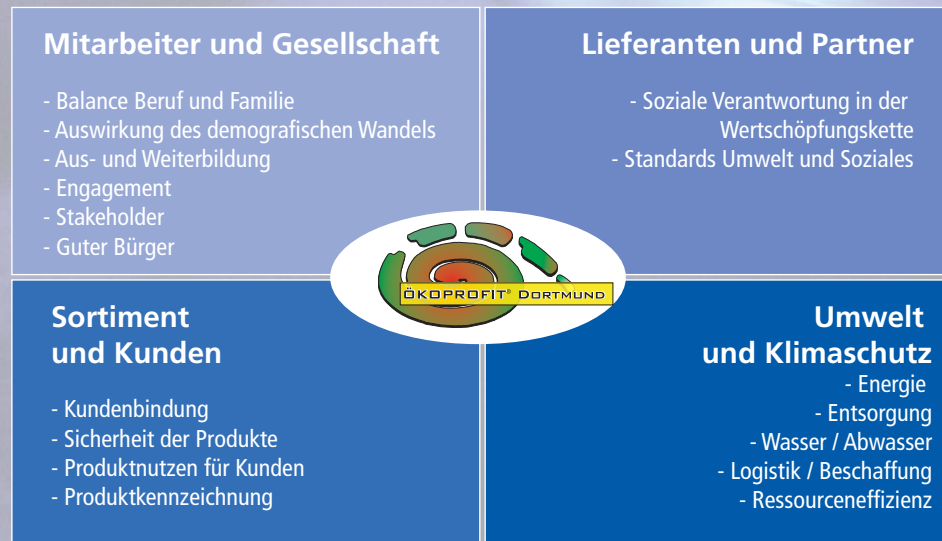 Mitarbeiter und Gesellschaft
- Balance Beruf und Familie
- Auswirkung des demografischen Wandels
- Aus- und Weiterbildung
- Engagement
- Stakeholder
- Guter Bürger
Lieferanten und Partner
- Soziale Verantwortung in der
Wertschöpfungskette
- Standards Umwelt und Soziales
ÖKOPROFIT® DORTMUND
Sortiment
und Kunden
- Kundenbindung
- Sicherheit der Produkte
- Produktnutzen für Kunden
- Produktkennzeichnung
Umwelt
und Klimaschutz
- Energie
- Entsorgung
- Wasser / Abwasser
- Logistik / Beschaffung
- Ressourceneffizienz